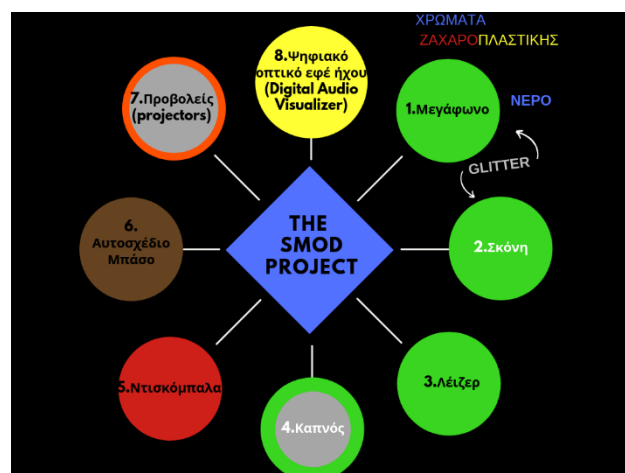 ΧΡΩΜΑΤΑ
ΖΑΧΑΡΟΠΛΑΣΤΙΚΗΣ
8.Ψηφιακό
οπτικό εφέ ήχου
(Digital Audio
Visualizer)
7.Προβολείς
(projectors)
1.Μεγάφωνο
ΝΕΡΟ
GLITTER
THE
SMOD
PROJECT
6.
Αυτοσχέδιο
Μπάσο
2.Σκόνη
5.Ντισκόμπαλα
3.Λέιζερ
4.Καπνός